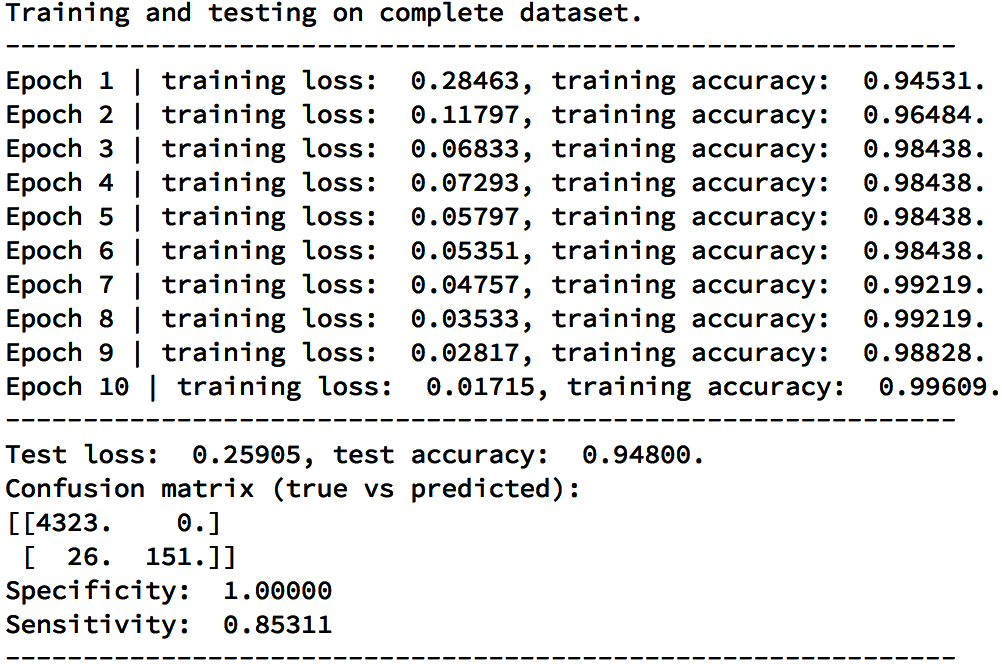 Training and testing on complete dataset.
-------------------------------------------------------------
Epoch 1 | training loss:  0.28463, training accuracy:  0.94531.
Epoch 2 | training loss:  0.11797, training accuracy:  0.96484.
Epoch 3 | training loss:  0.06833, training accuracy:  0.98438.
Epoch 4 | training loss:  0.07293, training accuracy:  0.98438.
Epoch 5 | training loss:  0.05797, training accuracy:  0.98438.
Epoch 6 | training loss:  0.05351, training accuracy:  0.98438.
Epoch 7 | training loss:  0.04757, training accuracy:  0.99219.
Epoch 8 | training loss:  0.03533, training accuracy:  0.99219.
Epoch 9 | training loss:  0.02817, training accuracy:  0.98828.
Epoch 10 | training loss:  0.01715, training accuracy:  0.99609.
-------------------------------------------------------------
Test loss:  0.25905, test accuracy:  0.94800.
Confusion matrix (true vs predicted):
[[4323.    0.]
 [  26.  151.]]
Specificity:  1.00000
Sensitivity:  0.85311
-------------------------------------------------------------